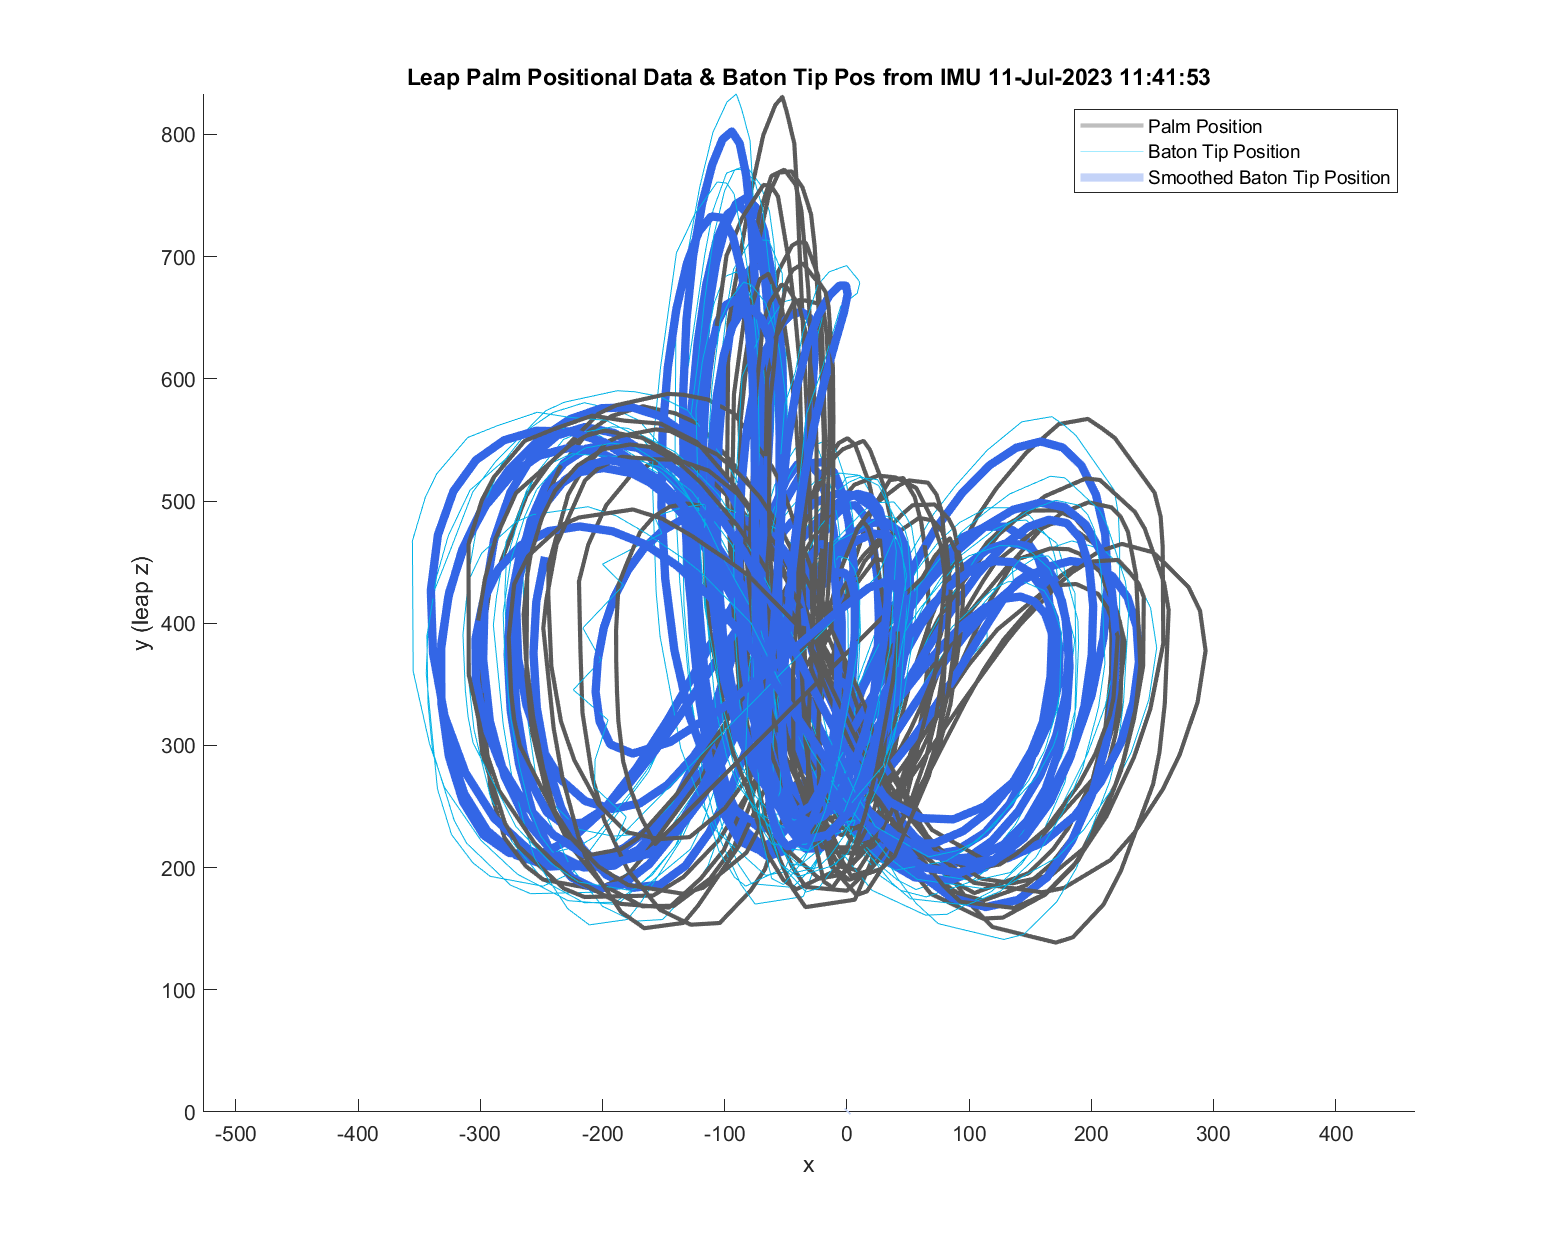 Leap Palm Positional Data & Baton Tip Pos from IMU 11-Jul-2023 11:41:53
Palm Position
Baton Tip Position
Smoothed Baton Tip Position
800
700
600
500
400
300
200
100
0
y (leap z)
-500 -400 -300 -200 -100 0 100 200 300 400
x